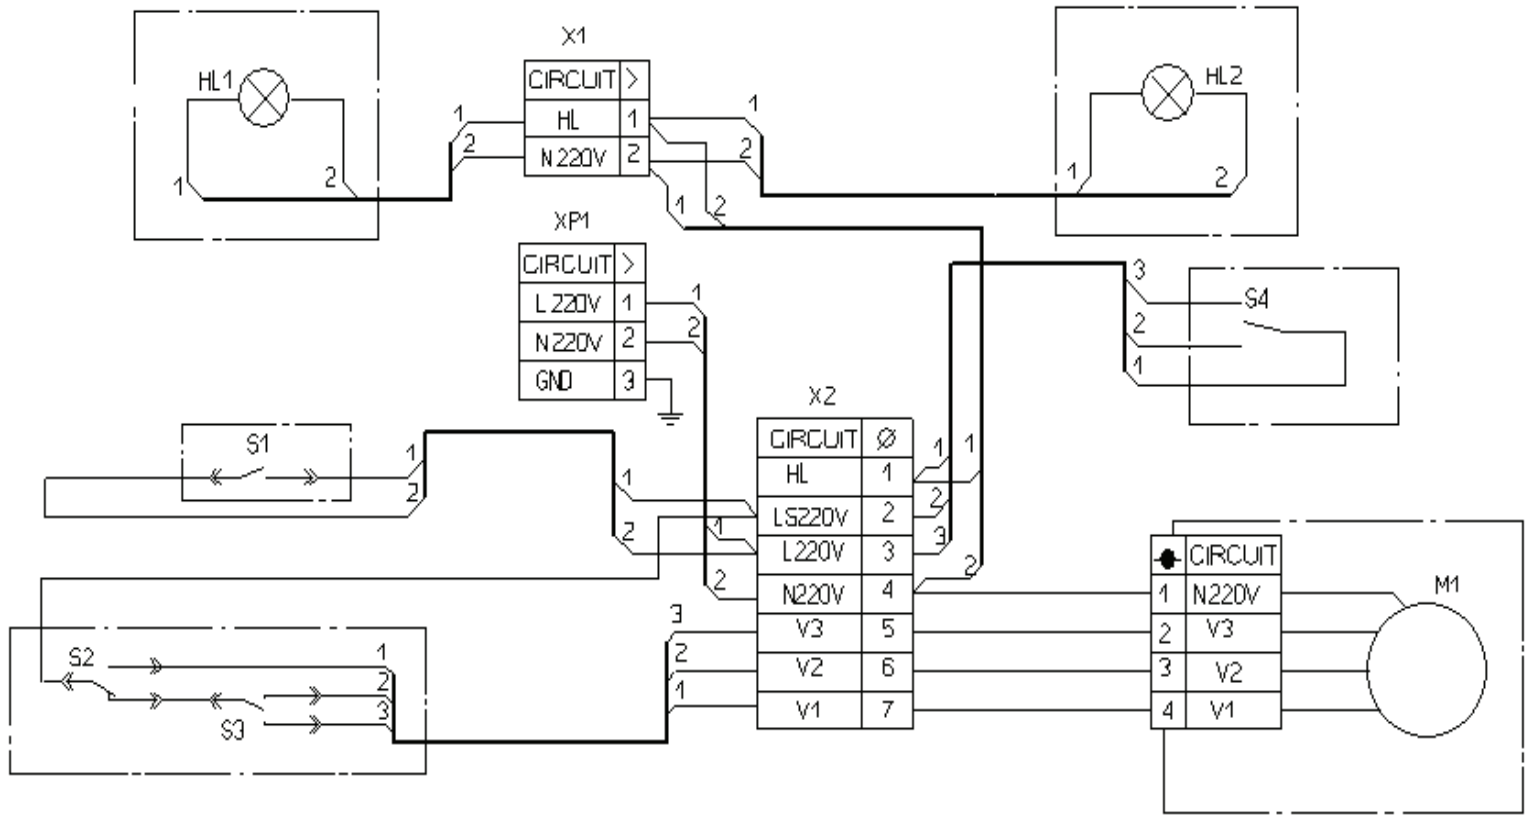 HL1
1
2
1
2
X1
CIRCUIT >
HL 1
N220V 2
1
2
1
2
HL2
1
2
XP1
CIRCUIT >
L220V 1
N220V 2
GND 3
1
2
3
2
1
S4
S1
1
2
1
2
1
2
X2
CIRCUIT Ø
HL 1
LS220V 2
L220V 3
N220V 4
V3 5
V2 6
V1 7
1
2
3
1
2
S2
S3
1
2
3
3
2
1
CIRCUIT
1 N220V
2 V3
3 V2
4 V1
M1